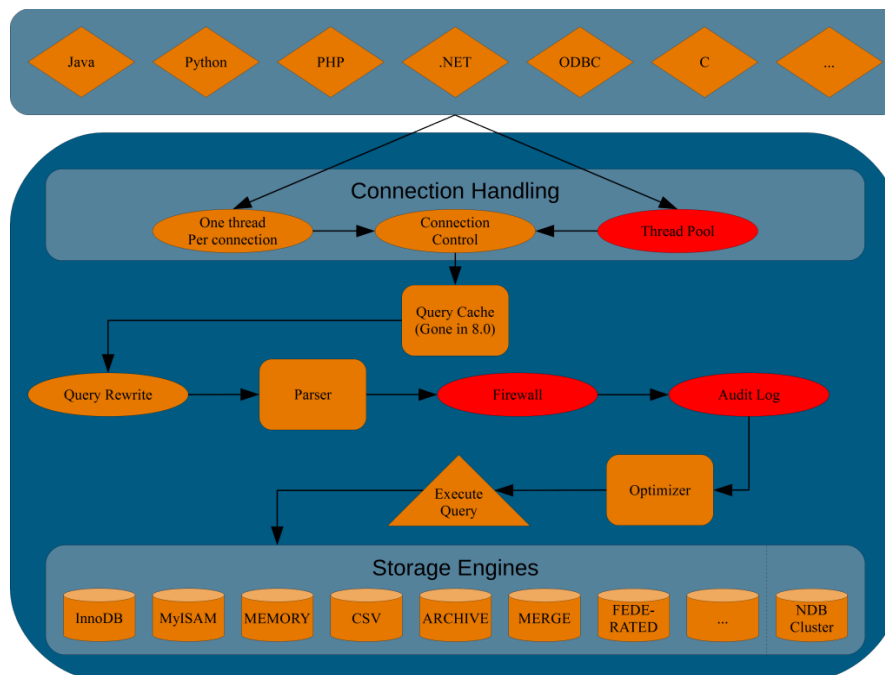 Java
Python
PHP
.NET
ODBC
C
...
Connection Handling
One thread
Per connection
Connection
Control
Thread Pool
Query Cache
(Gone in 8.0)
Query Rewrite
Parser
Firewall
Audit Log
Execute
Query
Optimizer
Storage Engines
InnoDB
MyISAM
MEMORY
CSV
ARCHIVE
MERGE
FEDE-
RATED
...
NDB
Cluster